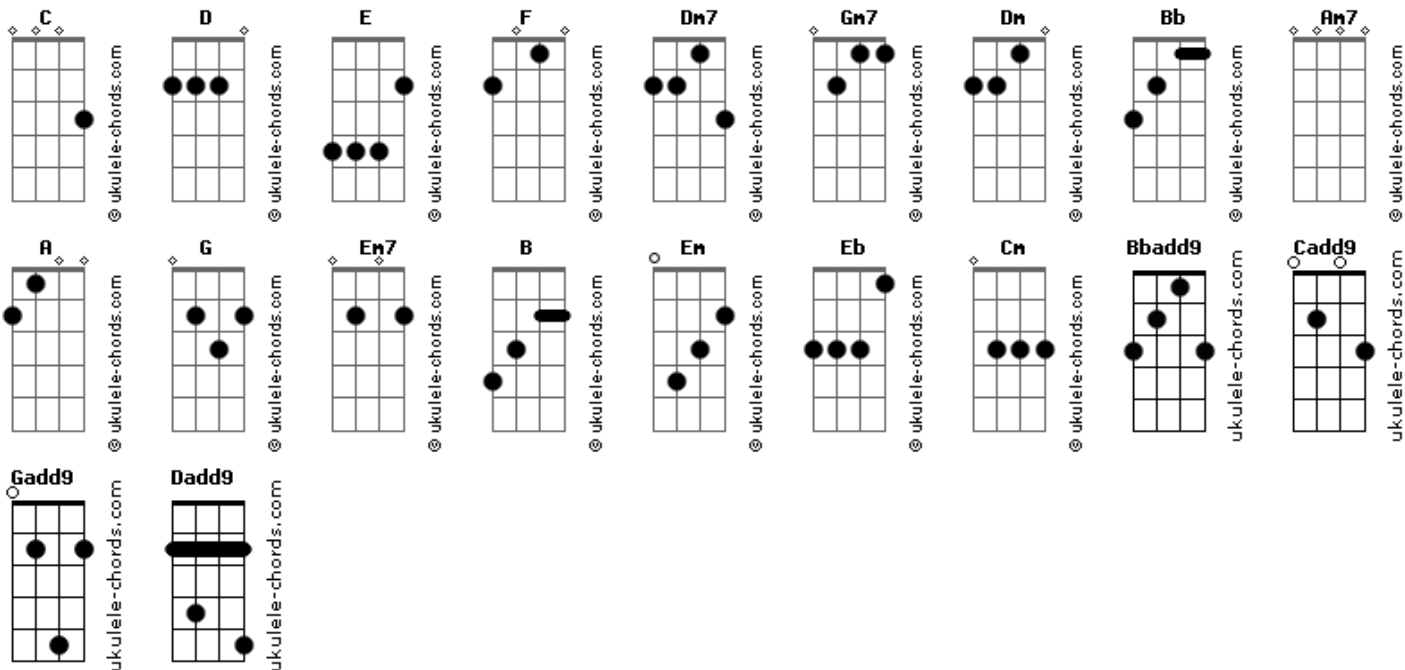 C D E F Dm7 Gm7 Dm Bb Am7
© ukulele-chords.com © ukulele-chords.com © ukulele-chords.com © ukulele-chords.com © ukulele-chords.com © ukulele-chords.com © ukulele-chords.com © ukulele-chords.com © ukulele-chords.com
A G Em7 B Em Eb Cm Bbadd9 Cadd9
© ukulele-chords.com © ukulele-chords.com © ukulele-chords.com © ukulele-chords.com © ukulele-chords.com © ukulele-chords.com © ukulele-chords.com ukulele-chords.com ukulele-chords.com
Gadd9 Dadd9
ukulele-chords.com ukulele-chords.com